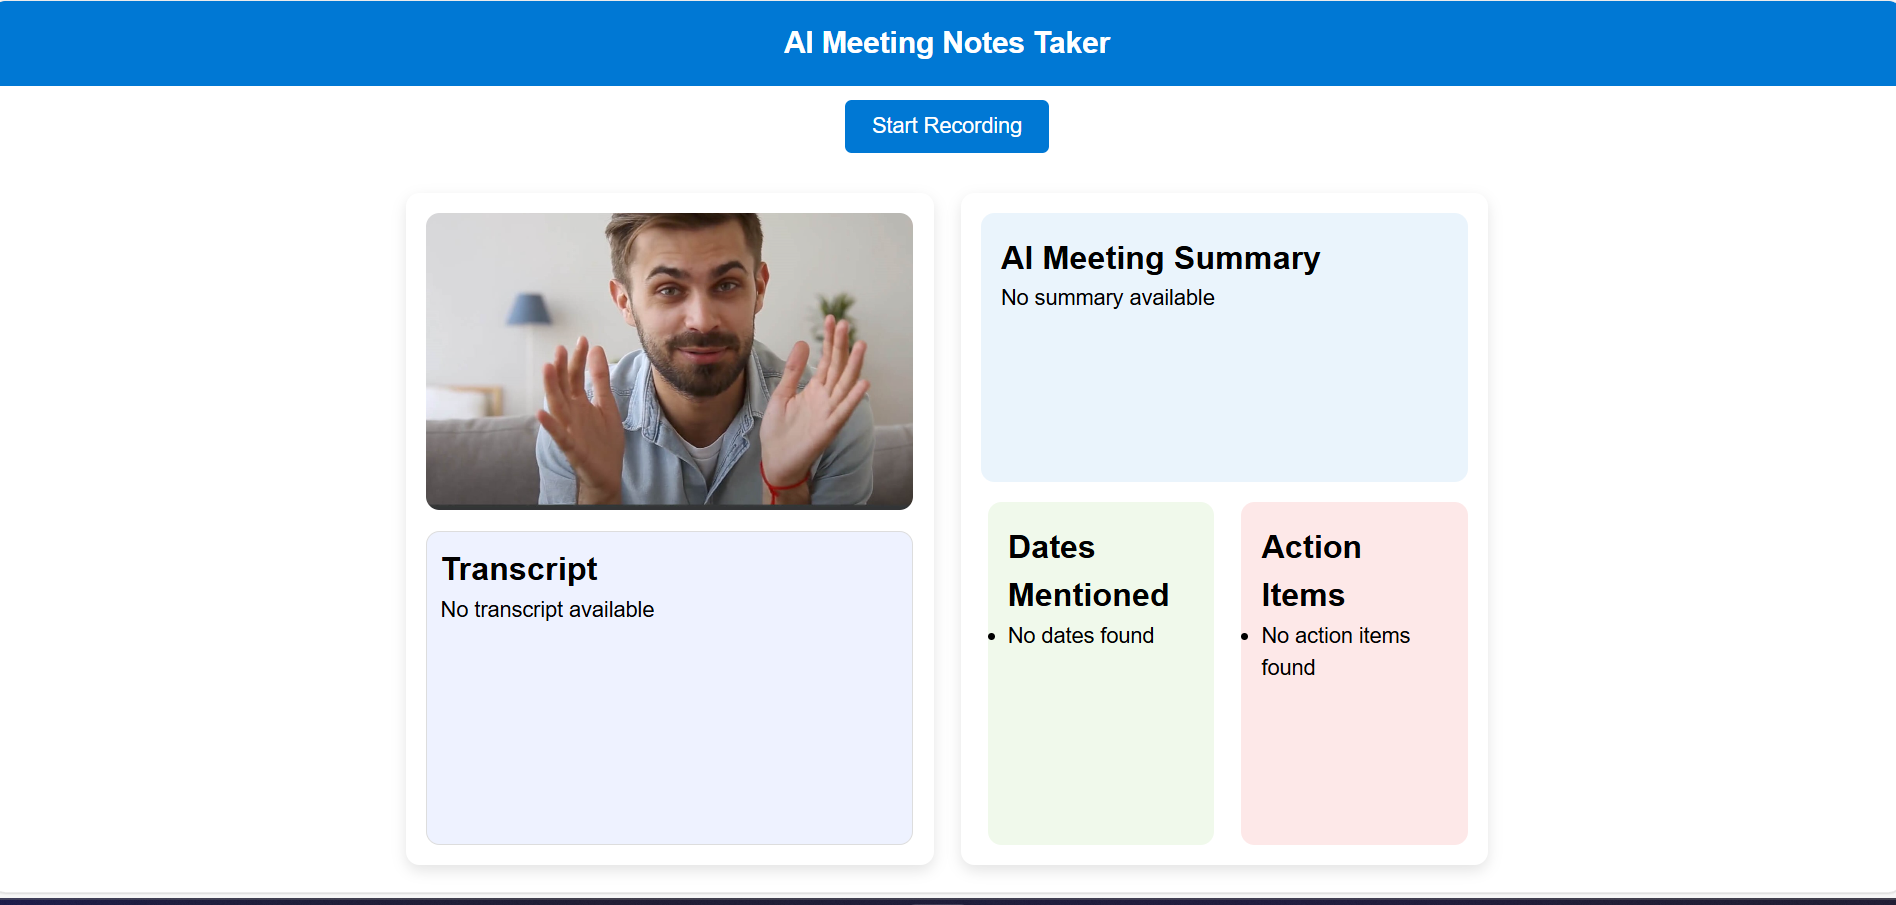 AI Meeting Notes Taker
Start Recording
Transcript
No transcript available
AI Meeting Summary
No summary available
Dates
Mentioned
• No dates found
Action
Items
• No action items
found